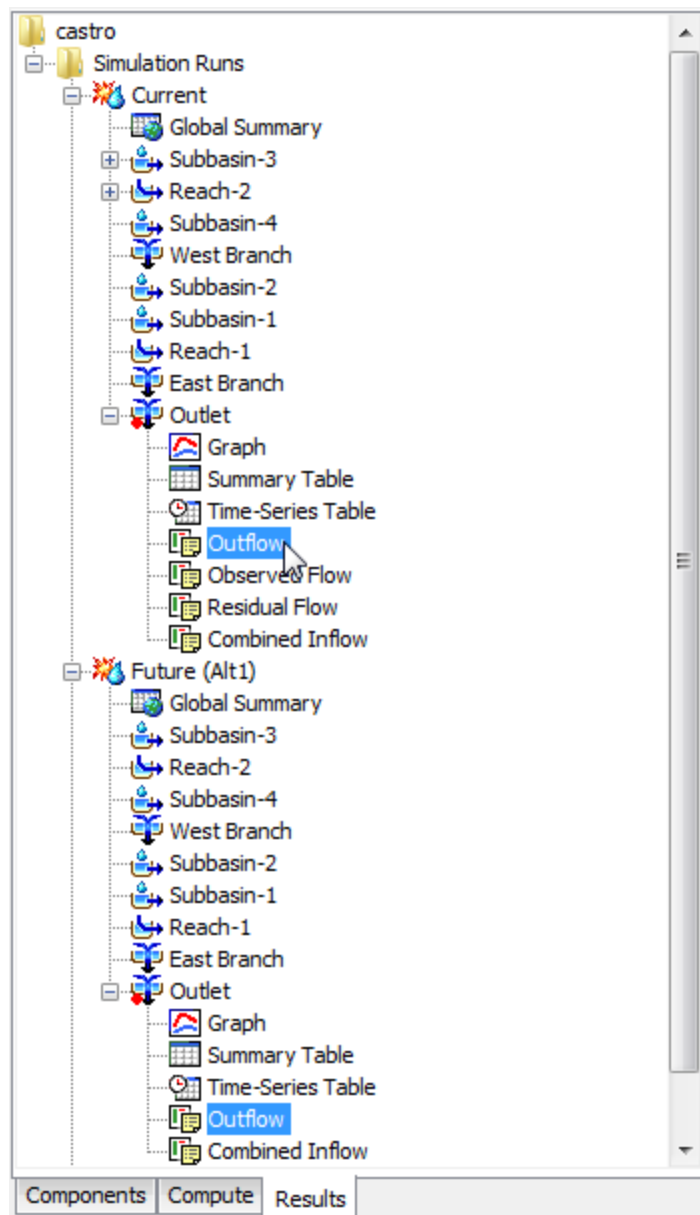 castro
Simulation Runs
Current
Global Summary
Subbasin-3
Reach-2
Subbasin-4
West Branch
Subbasin-2
Subbasin-1
Reach-1
East Branch
Outlet
Graph
Summary Table
Time-Series Table
Outflow
Observed Flow
Residual Flow
Combined Inflow
Future (Alt1)
Global Summary
Subbasin-3
Reach-2
Subbasin-4
West Branch
Subbasin-2
Subbasin-1
Reach-1
East Branch
Outlet
Graph
Summary Table
Time-Series Table
Outflow
Combined Inflow
Components Compute Results